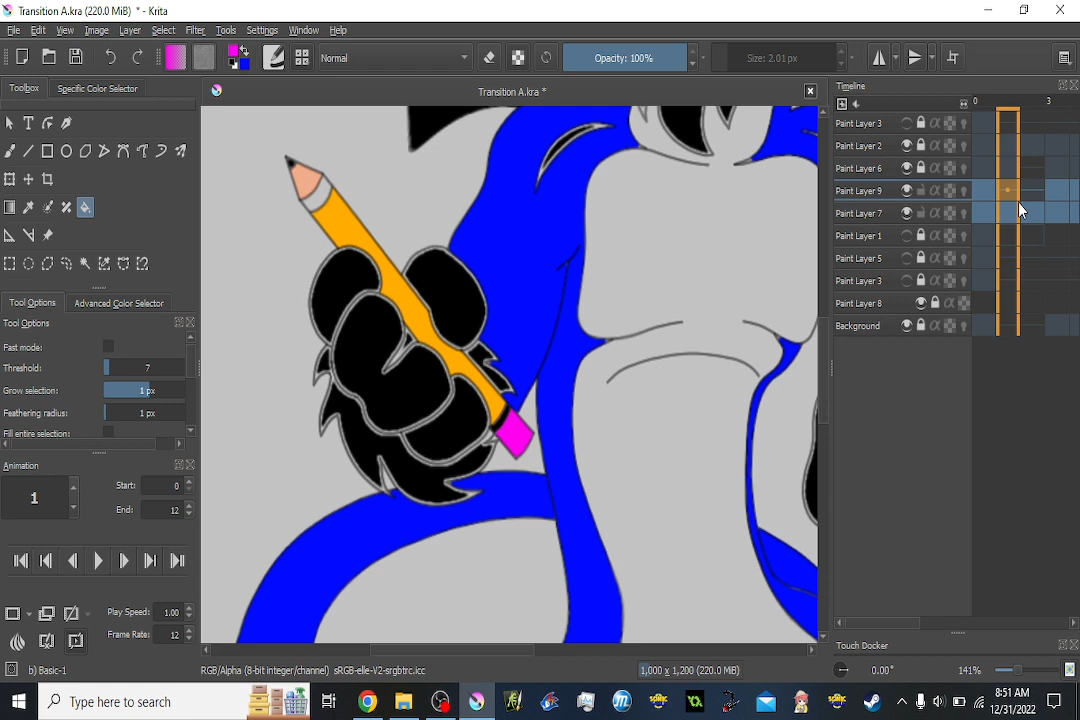 Transition A.kra (220.0 MiB) * - Krita
File Edit View Image Layer Select Filter Tools Settings Window Help
Normal Opacity: 100% Size: 2.01 px
Toolbox Specific Color Selector
Transition A.kra *
Timeline
0 3
Paint Layer 3
Paint Layer 2
Paint Layer 6
Paint Layer 9
Paint Layer 7
Paint Layer 1
Paint Layer 5
Paint Layer 3
Paint Layer 8
Background
Tool Options Advanced Color Selector
Tool Options
Fast mode:
Threshold: 7
Grow selection: 1 px
Feathering radius: 1 px
Fill entire selection:
Animation
1 Start: 0
End: 12
Play Speed: 1.00
Frame Rate: 12
Touch Docker
b) Basic-1 RGB/Alpha (8-bit integer/channel) sRGB-elle-V2-srgbtrc.icc 1,000 x 1,200 (220.0 MiB) 0.00° 141%
Type here to search
8:51 AM
12/31/2022